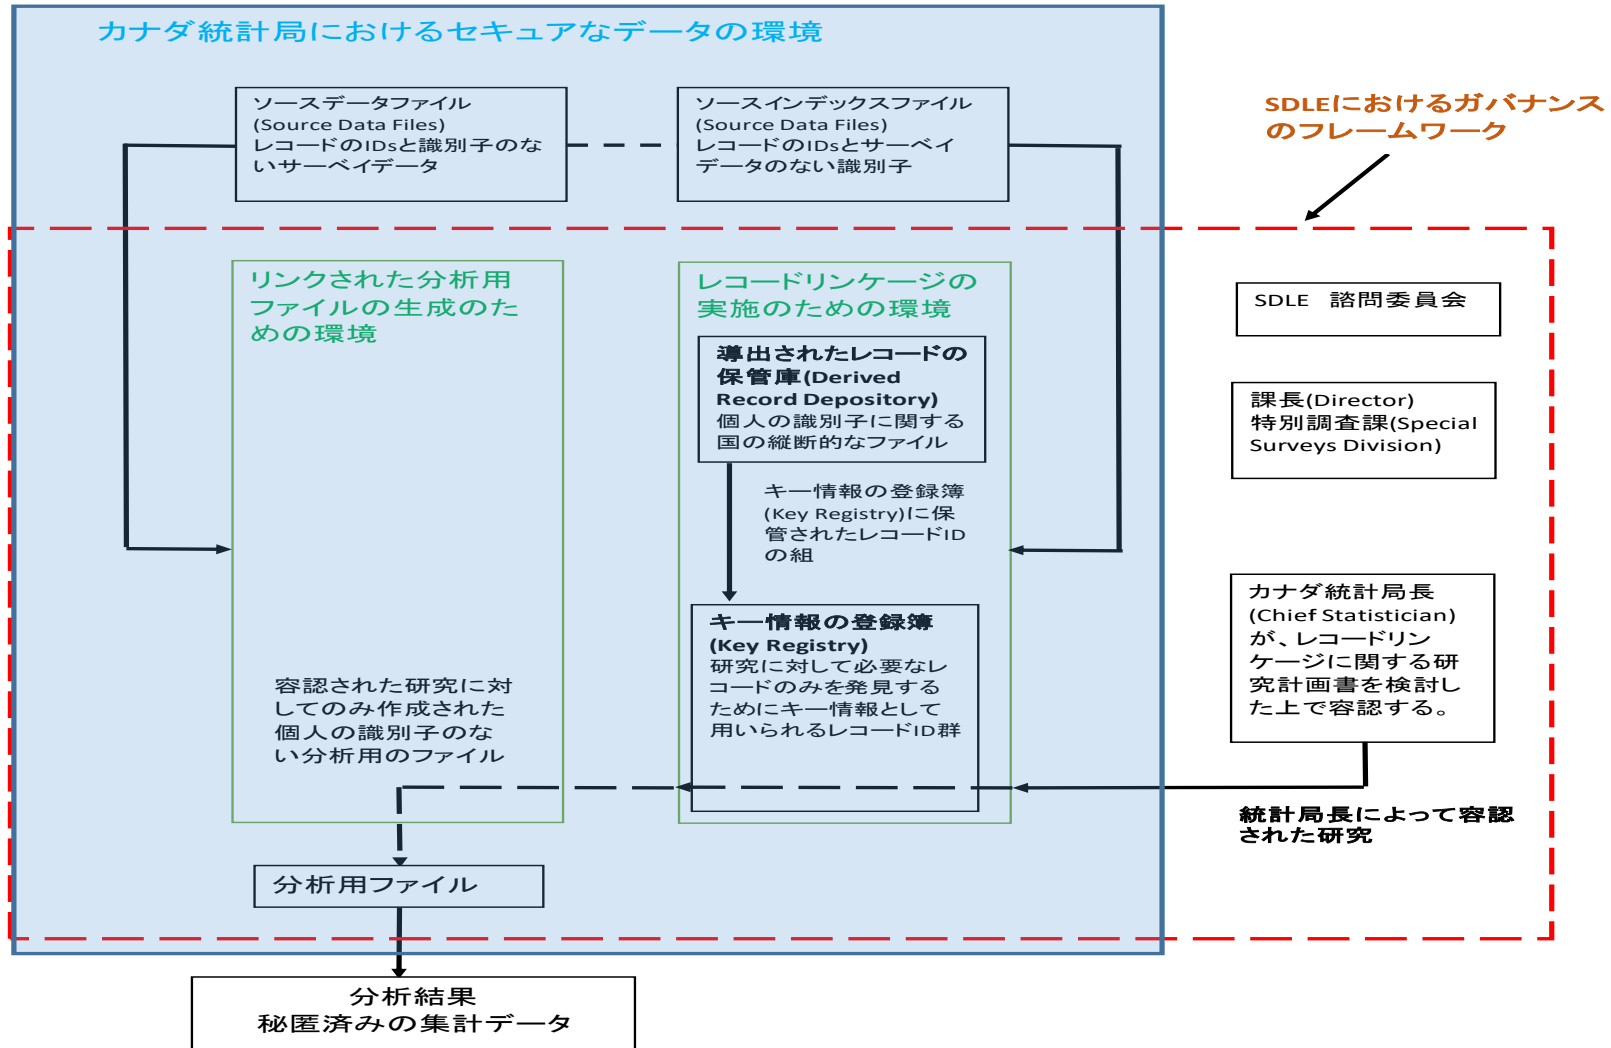 カナダ統計局におけるセキュアなデータの環境
ソースデータファイル
(Source Data Files)
レコードのIDsと識別子のな
いサーベイデータ
ソースインデックスファイル
(Source Data Files)
レコードのIDsとサーベイ
データのない識別子
SDLEにおけるガバナンス
のフレームワーク
リンクされた分析用
ファイルの生成のた
めの環境
容認された研究に対
してのみ作成された
個人の識別子のな
い分析用のファイル
レコードリンケージの
実施のための環境
導出されたレコードの
保管庫(Derived
Record Depository)
個人の識別子に関する
国の縦断的なファイル
キー情報の登録簿
(Key Registry)に保
管されたレコードID
の組
キー情報の登録簿
(Key Registry)
研究に対して必要なレ
コードのみを発見する
ためにキー情報として
用いられるレコードID群
SDLE 諮問委員会
課長(Director)
特別調査課(Special
Surveys Division)
カナダ統計局長
(Chief Statistician)
が、レコードリン
ケージに関する研
究計画書を検討し
た上で容認する。
統計局長によって容認
された研究
分析用ファイル
分析結果
秘匿済みの集計データ